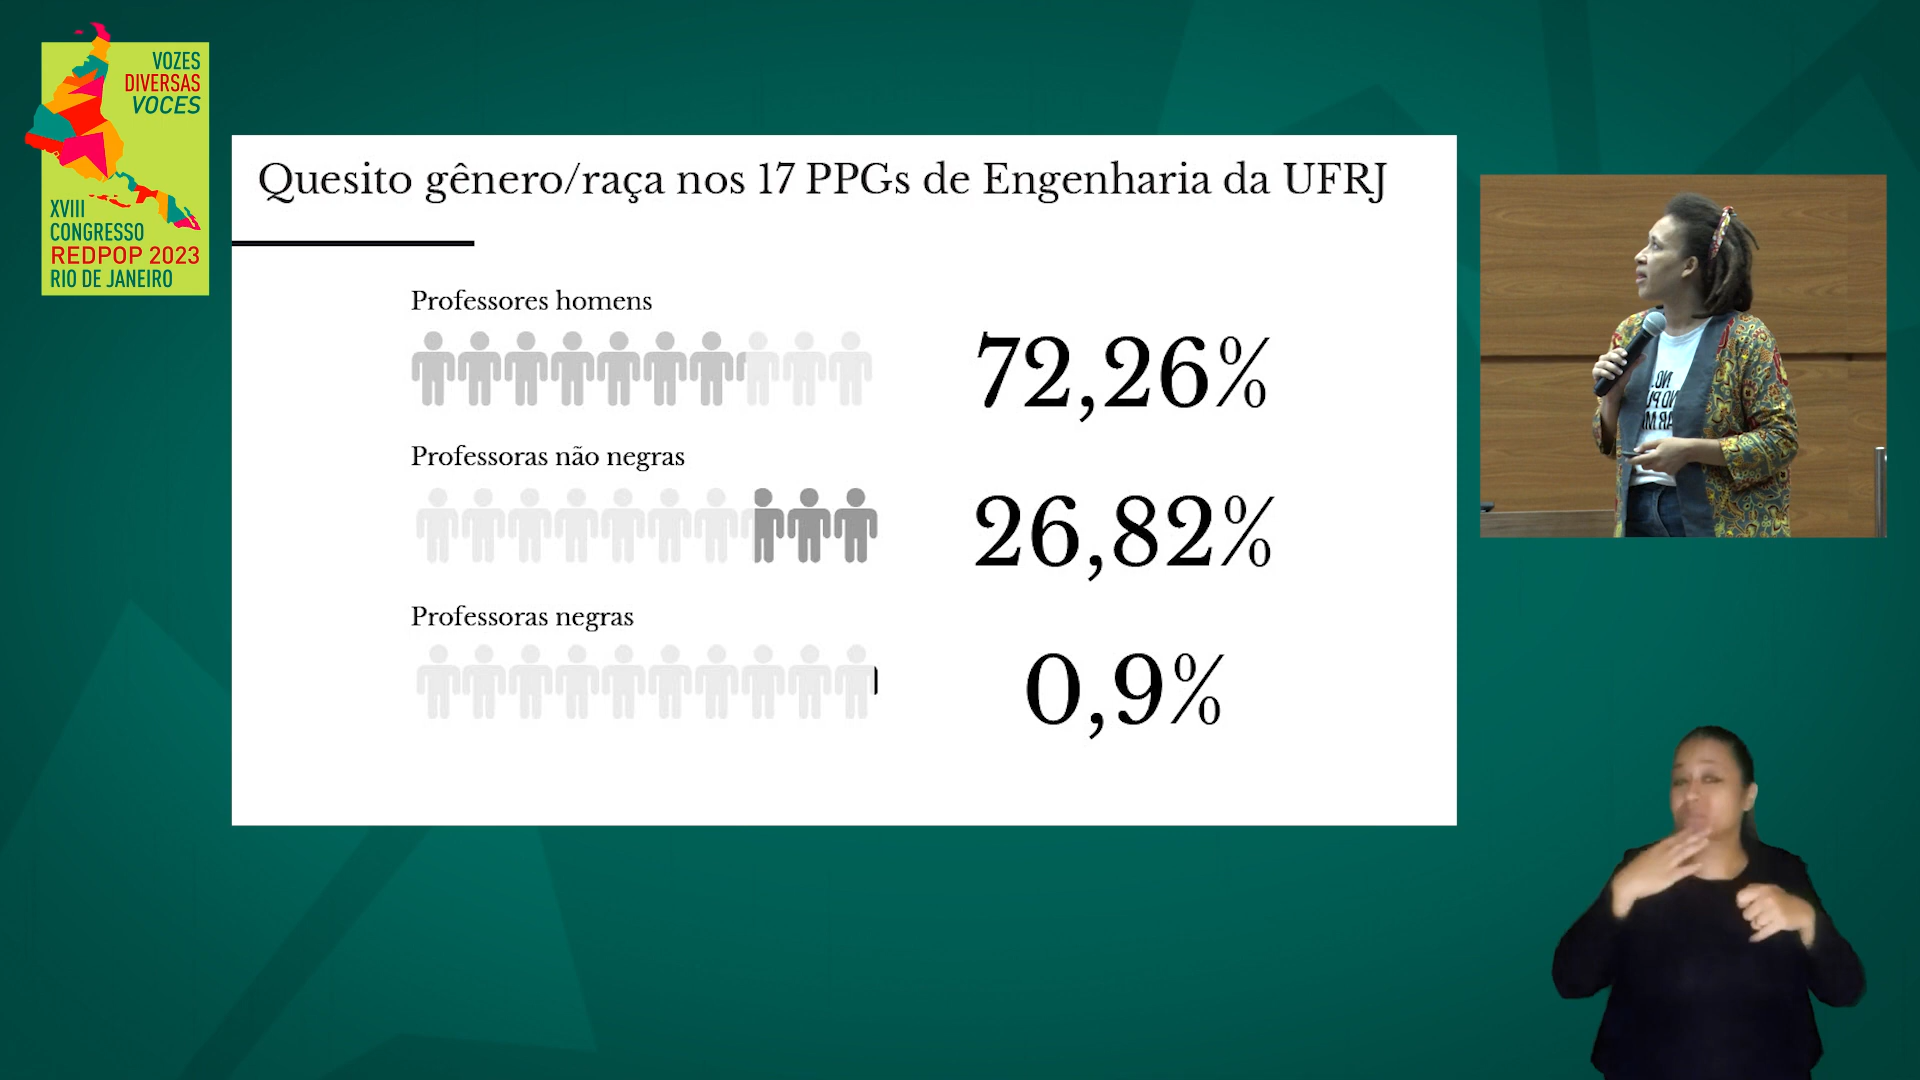 VOZES
DIVERSAS
VOCES
XVIII
CONGRESSO
REDPOP 2023
RIO DE JANEIRO
Quesito gênero/raça nos 17 PPGs de Engenharia da UFRJ
Professores homens
72,26%
Professoras não negras
26,82%
Professoras negras
0,9%